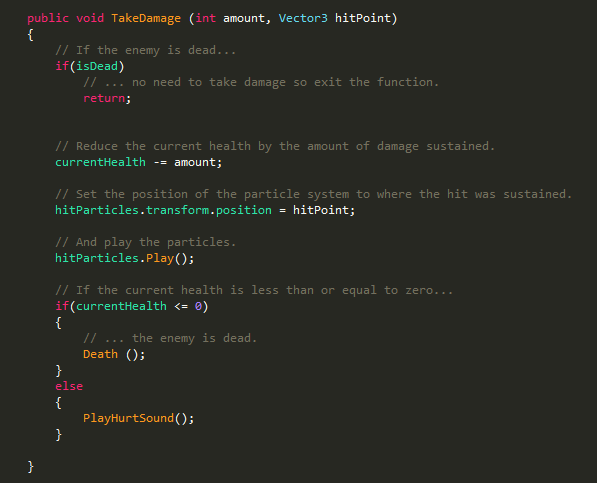 public void TakeDamage (int amount, Vector3 hitPoint)
{
    // If the enemy is dead...
    if(isDead)
        // ... no need to take damage so exit the function.
        return;

    // Reduce the current health by the amount of damage sustained.
    currentHealth -= amount;

    // Set the position of the particle system to where the hit was sustained.
    hitParticles.transform.position = hitPoint;

    // And play the particles.
    hitParticles.Play();

    // If the current health is less than or equal to zero...
    if(currentHealth <= 0)
    {
        // ... the enemy is dead.
        Death ();
    }
    else
    {
        PlayHurtSound();
    }

}